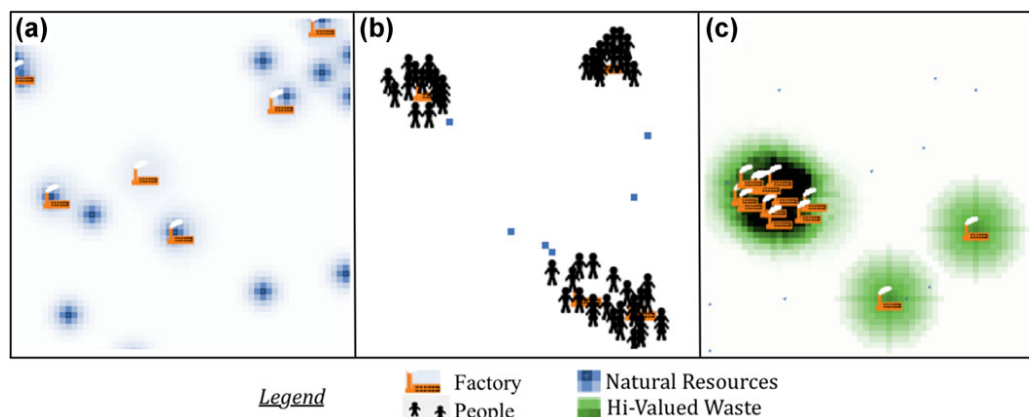 (a) (b) (c)
Legend Factory Natural Resources
People Hi-Valued Waste